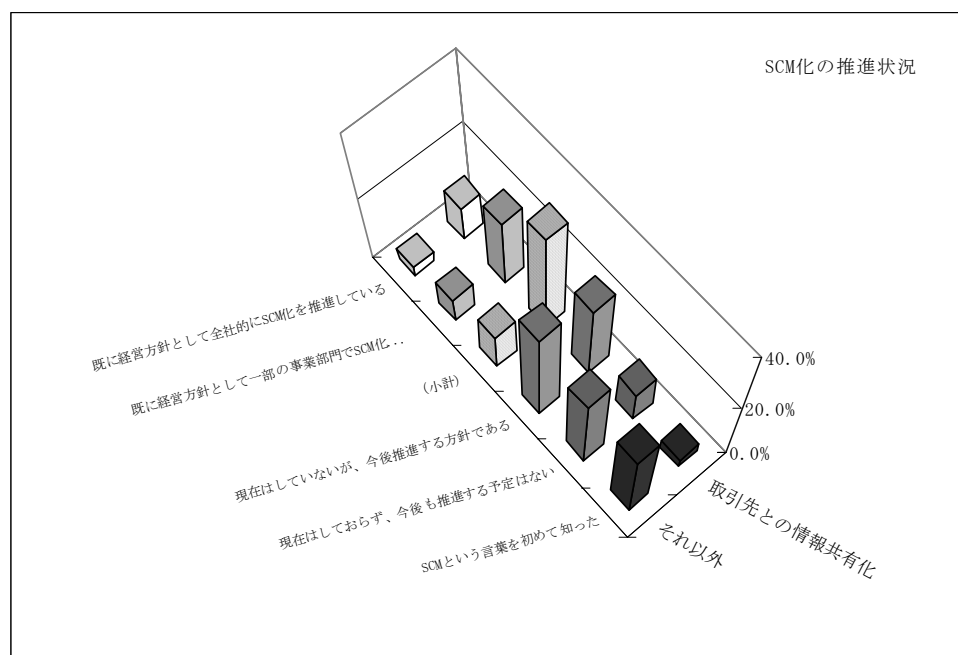 SCM化の推進状況
既に経営方針として全社的にSCM化を推進している
既に経営方針として一部の事業部門でSCM化...
(小計)
現在はしていないが、今後推進する方針である
現在はしておらず、今後も推進する予定はない
SCMという言葉を初めて知った
40.0%
20.0%
0.0%
取引先との情報共有化
それ以外